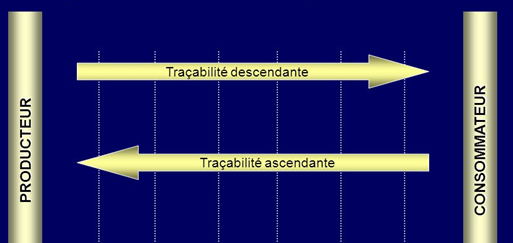 PRODUCTEUR
Traçabilité descendante
Traçabilité ascendante
CONSOMMATEUR